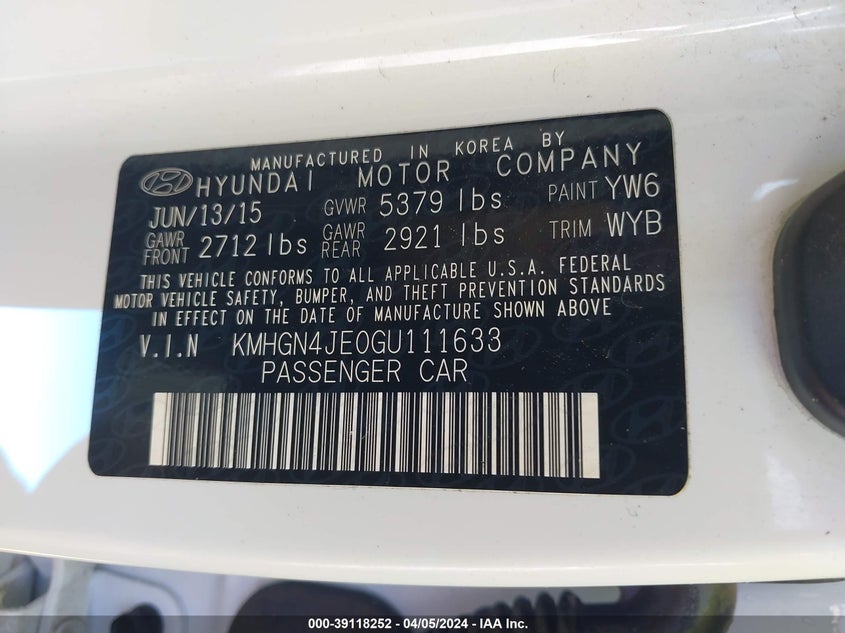 MANUFACTURED IN KOREA BY
HYUNDAI MOTOR COMPANY
JUN/13/15 GVWR 5379 lbs PAINT YW6
GAWR FRONT 2712 lbs GAWR REAR 2921 lbs TRIM WYB
THIS VEHICLE CONFORMS TO ALL APPLICABLE U.S.A. FEDERAL
MOTOR VEHICLE SAFETY, BUMPER, AND THEFT PREVENTION STANDARDS
IN EFFECT ON THE DATE OF MANUFACTURE SHOWN ABOVE
V.I.N KMHGN4JE0GU111633
PASSENGER CAR
000-39118252 - 04/05/2024 - IAA Inc.